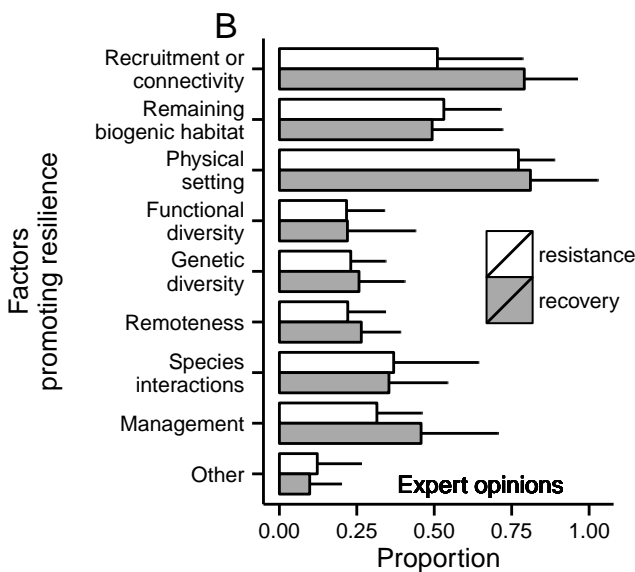 B
Factors
promoting resilience
Recruitment or
connectivity
Remaining
biogenic habitat
Physical
setting
Functional
diversity
Genetic
diversity
Remoteness
Species
interactions
Management
Other
resistance
recovery
Expert opinions
0.00 0.25 0.50 0.75 1.00
Proportion